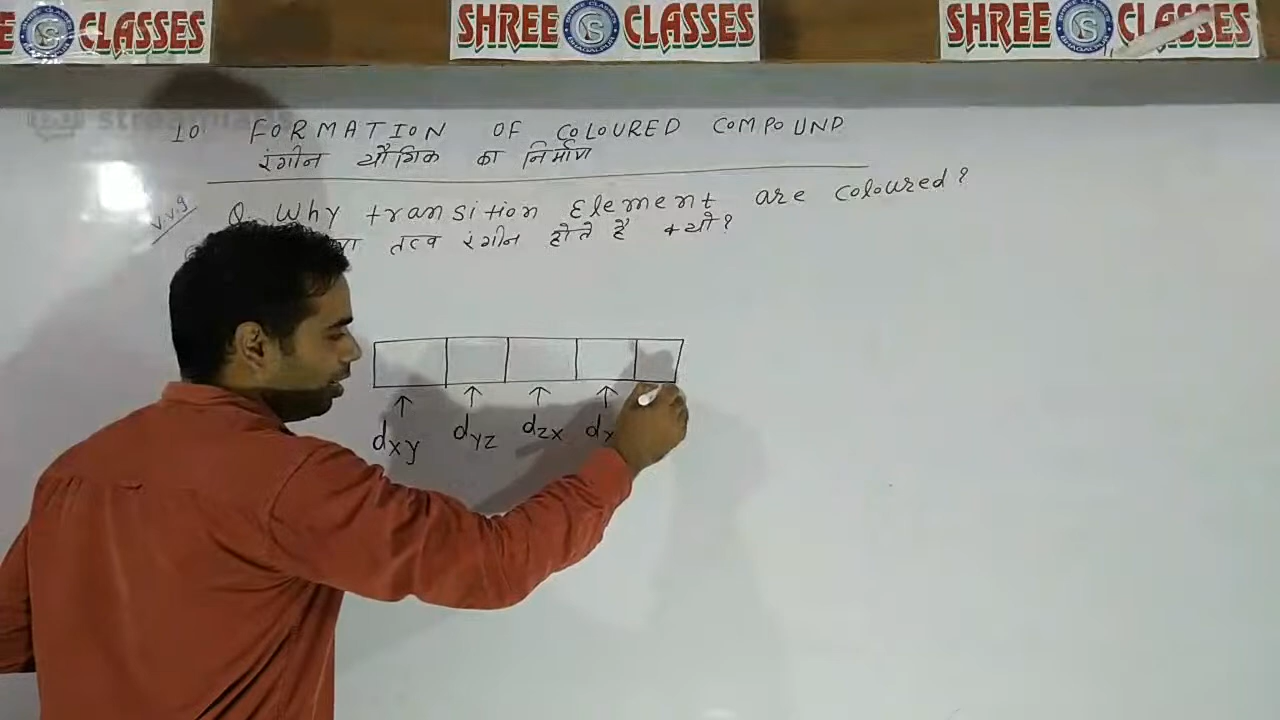 SHREE CLASSES SHREE CLASSES
CLASSES
10. FORMATION OF COLOURED COMPOUND
रंगीन यौगिक का निर्माण
V.V.g
Q. Why transition Element are coloured?
तत्व रंगीन होते है क्यों?
↑ ↑ ↑ ↑
dxy dyz dzx dx